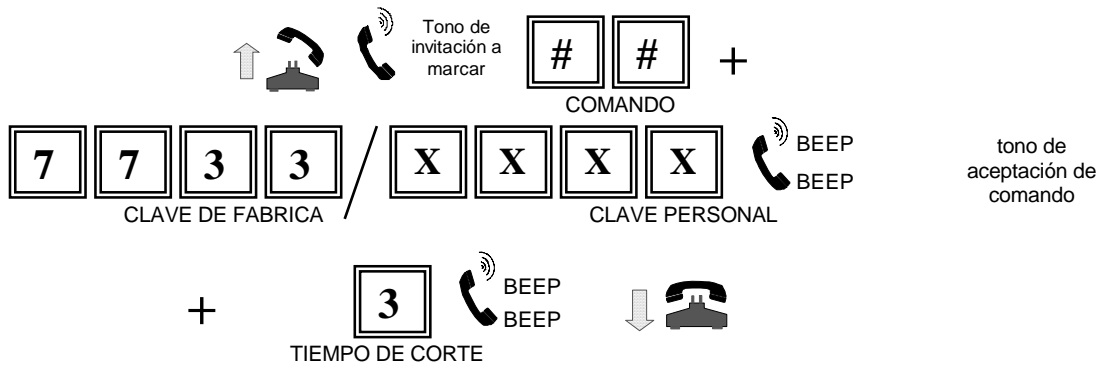 Tono de
invitación a
marcar
# # +
COMANDO
7 7 3 3 / X X X X BEEP
BEEP
tono de
aceptación de
comando
CLAVE DE FABRICA CLAVE PERSONAL
+ 3 BEEP
BEEP
TIEMPO DE CORTE